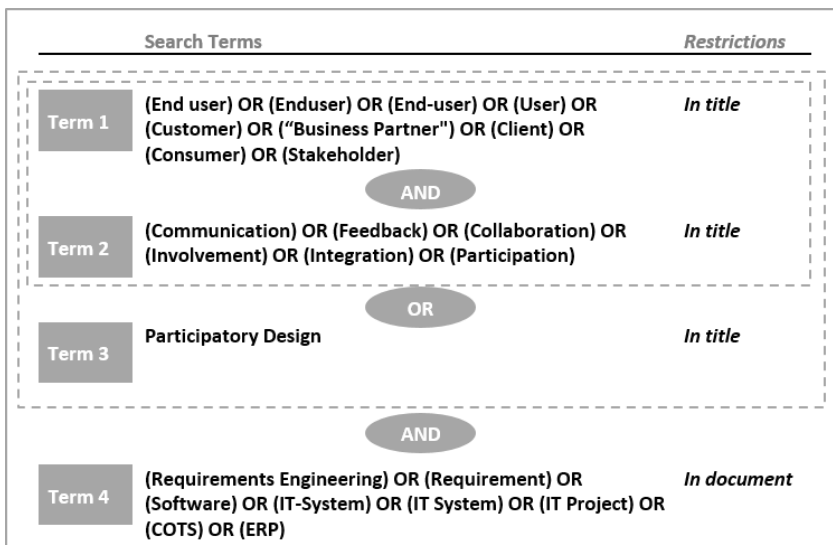 Search Terms Restrictions
Term 1 (End user) OR (Enduser) OR (End-user) OR (User) OR In title
(Customer) OR (“Business Partner") OR (Client) OR
(Consumer) OR (Stakeholder)
AND
Term 2 (Communication) OR (Feedback) OR (Collaboration) OR In title
(Involvement) OR (Integration) OR (Participation)
OR
Term 3 Participatory Design In title
AND
Term 4 (Requirements Engineering) OR (Requirement) OR In document
(Software) OR (IT-System) OR (IT System) OR (IT Project) OR
(COTS) OR (ERP)